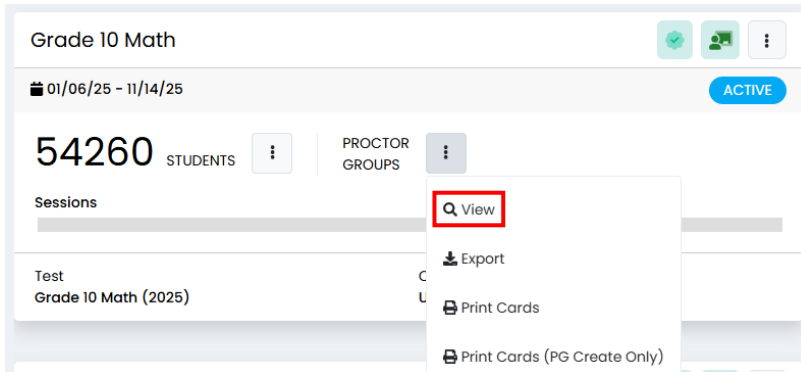 Grade 10 Math
01/06/25 - 11/14/25
ACTIVE
54260 STUDENTS
PROCTOR
GROUPS
Sessions
View
Export
Print Cards
Print Cards (PG Create Only)
Test
Grade 10 Math (2025)